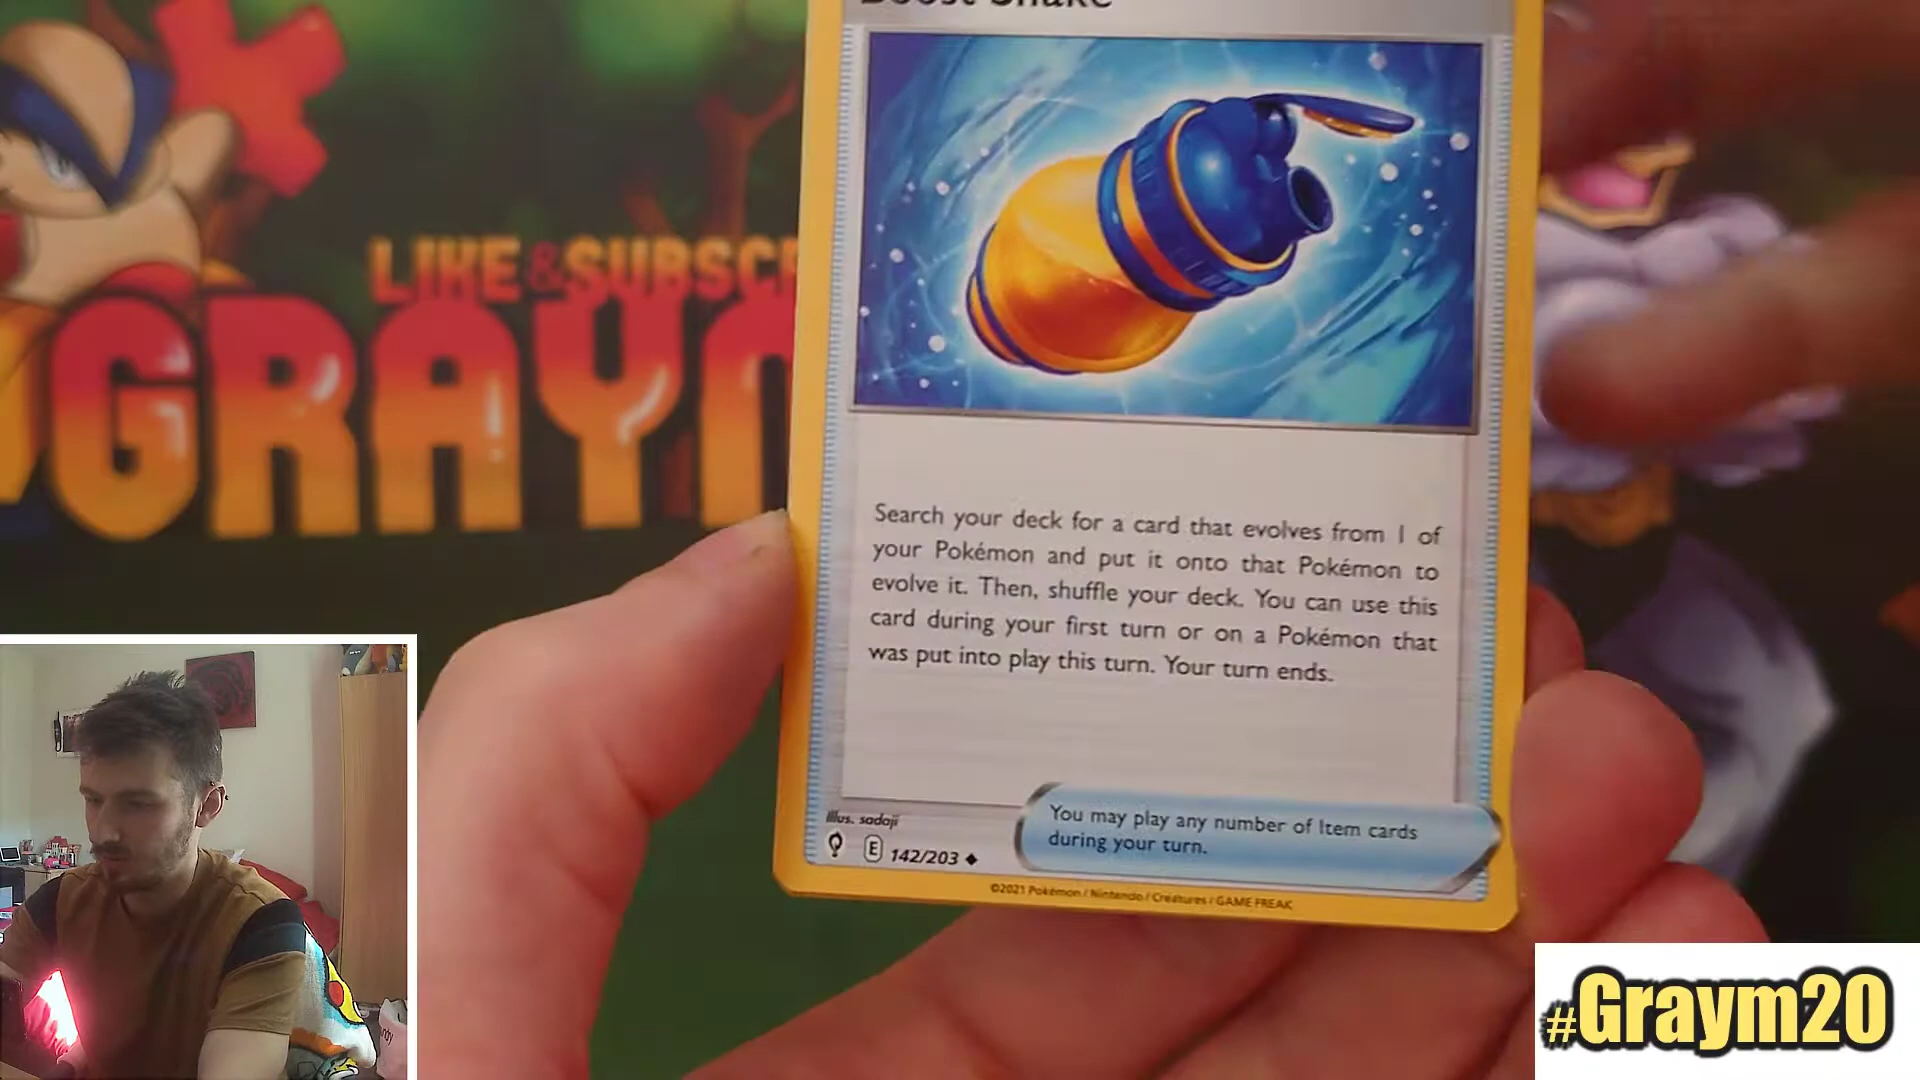 Boost Shake
LIKE & SUBSC
GRAYM
Search your deck for a card that evolves from 1 of
your Pokémon and put it onto that Pokémon to
evolve it. Then, shuffle your deck. You can use this
card during your first turn or on a Pokémon that
was put into play this turn. Your turn ends.
You may play any number of Item cards
during your turn.
Illus. sadaji
E 142/203
©2021 Pokémon / Nintendo / Creatures / GAME FREAK
#Graym20